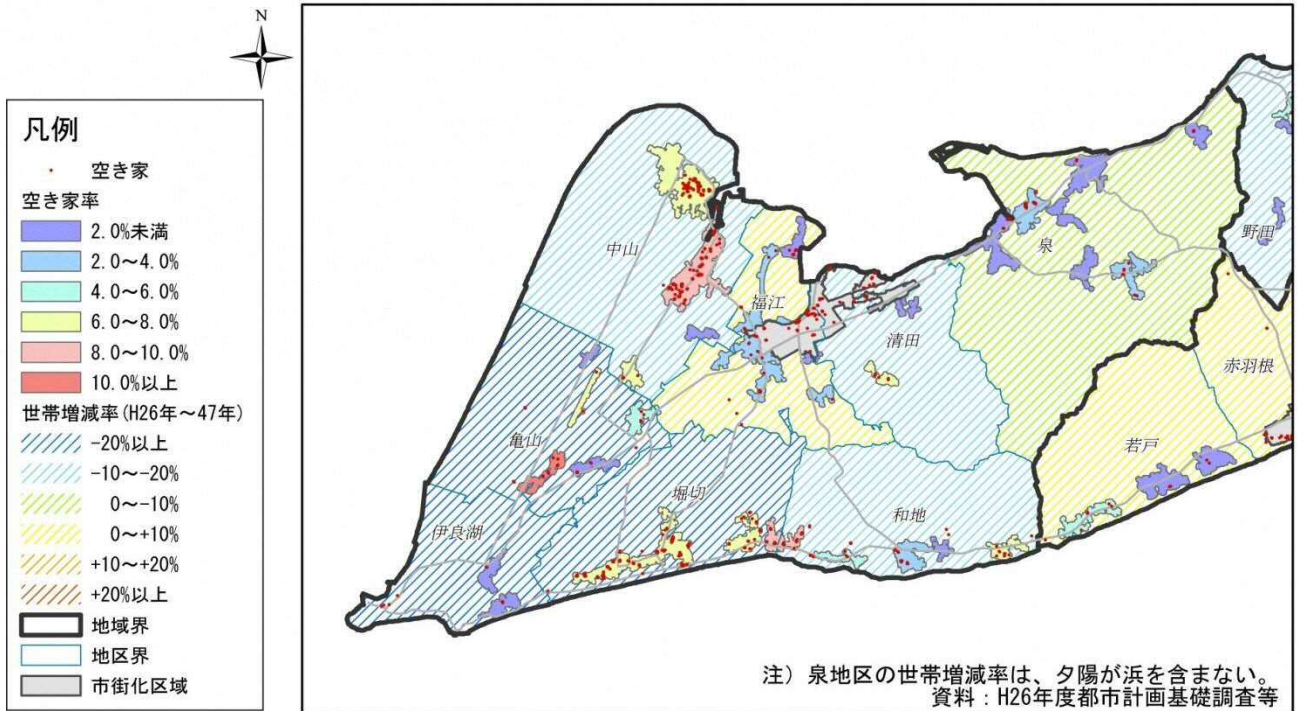 N
凡例
空き家
空き家率
2.0%未満
2.0～4.0%
4.0～6.0%
6.0～8.0%
8.0～10.0%
10.0%以上
世帯増減率(H26年～47年)
-20%以上
-10～-20%
0～-10%
0～+10%
+10～+20%
+20%以上
地域界
地区界
市街化区域
中山
福江
泉
野田
清田
赤羽根
若戸
亀山
堀切
和地
伊良湖
注）泉地区の世帯増減率は、夕陽が浜を含まない。
資料：H26年度都市計画基礎調査等